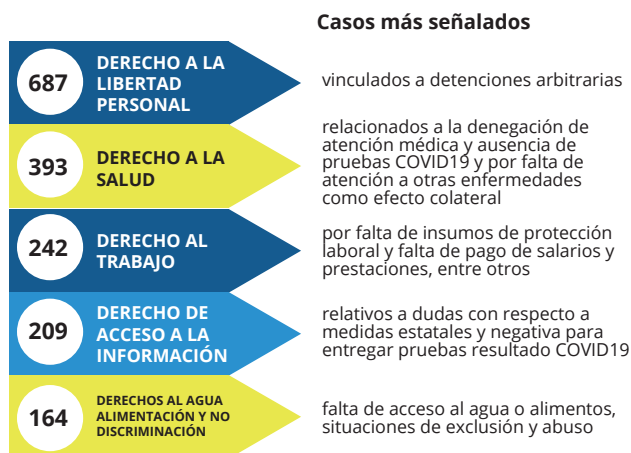 Casos más señalados
687
DERECHO A LA
LIBERTAD
PERSONAL
vinculados a detenciones arbitrarias
393
DERECHO A LA
SALUD
relacionados a la denegación de
atención médica y ausencia de
pruebas COVID19 y por falta de
atención a otras enfermedades
como efecto colateral
242
DERECHO AL
TRABAJO
por falta de insumos de protección
laboral y falta de pago de salarios y
prestaciones, entre otros
209
DERECHO DE
ACCESO A LA
INFORMACIÓN
relativos a dudas con respecto a
medidas estatales y negativa para
entregar pruebas resultado COVID19
164
DERECHOS AL AGUA
ALIMENTACIÓN Y NO
DISCRIMINACIÓN
falta de acceso al agua o alimentos,
situaciones de exclusión y abuso